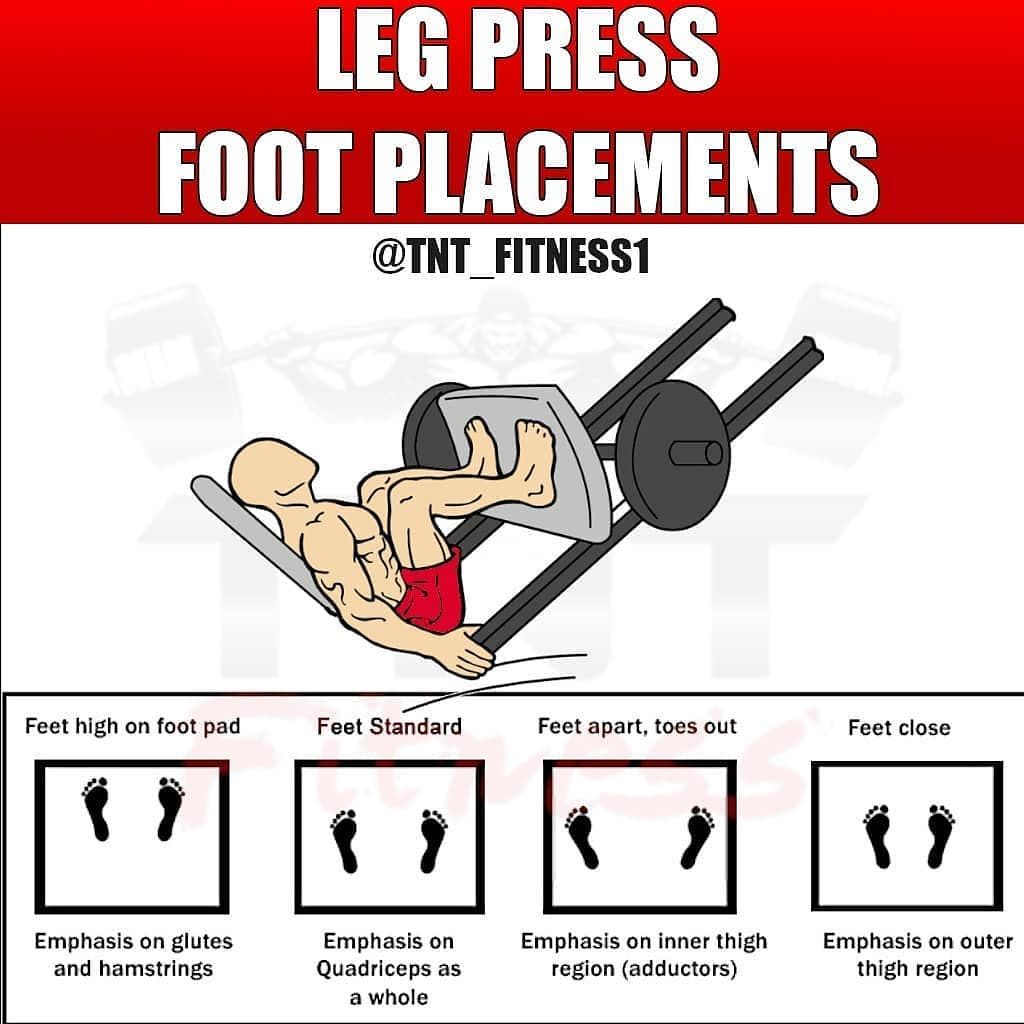 LEG PRESS
FOOT PLACEMENTS
@TNT_FITNESS1
TNT
Fitness
Feet high on foot pad
Feet Standard
Feet apart, toes out
Feet close
Emphasis on glutes
and hamstrings
Emphasis on
Quadriceps as
a whole
Emphasis on inner thigh
region (adductors)
Emphasis on outer
thigh region